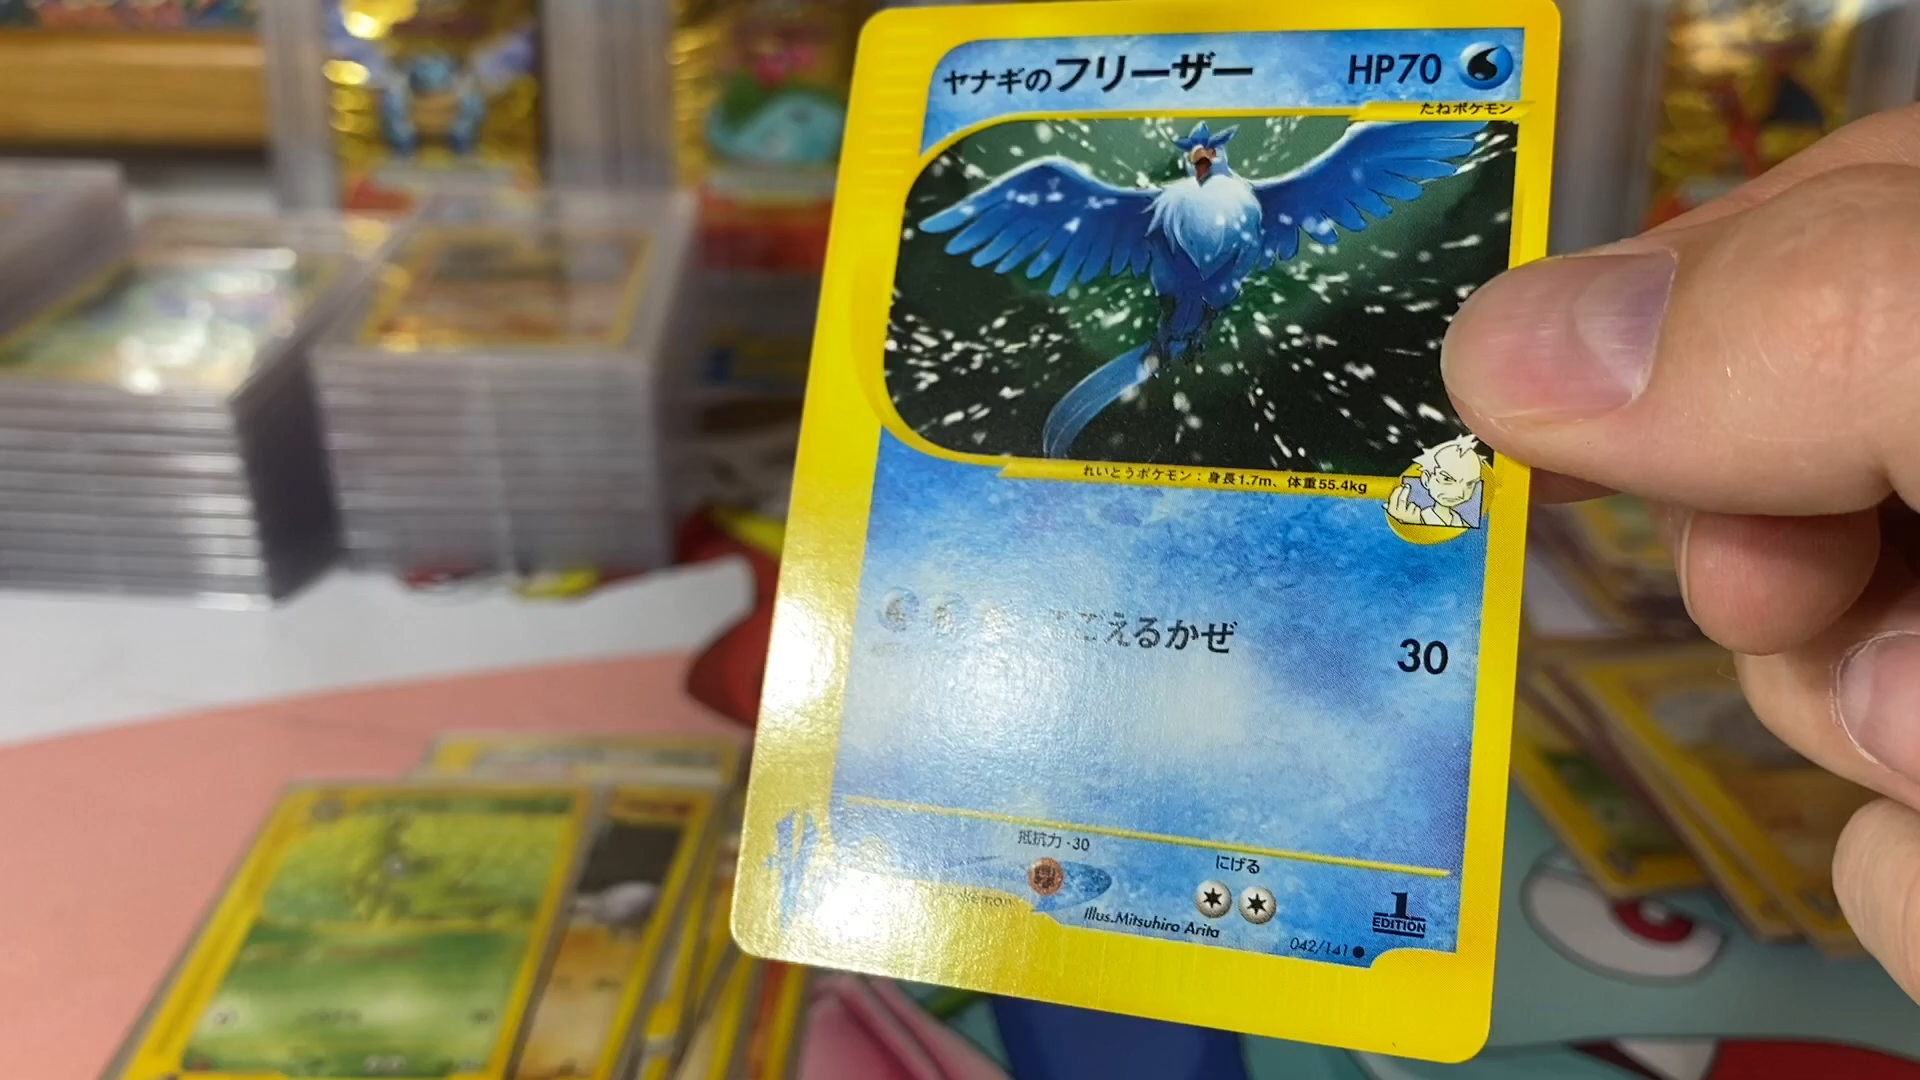 ヤナギのフリーザー HP70
たねポケモン
れいとうポケモン：身長1.7m、体重55.4kg
こごえるかぜ 30
抵抗力 -30
にげる
Illus.Mitsuhiro Arita
1
EDITION
042/141